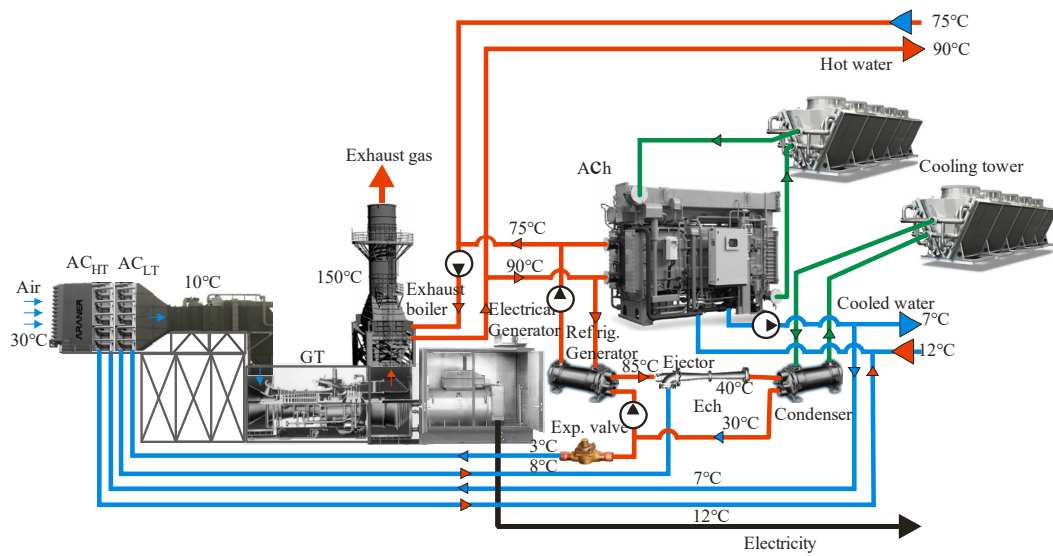 75°C
90°C
Hot water
Exhaust gas
ACh
Cooling tower
75°C
AC_HT
AC_LT
10°C
150°C
90°C
Air
ARANER
Exhaust
boiler
Electrical
Generator
Refrig.
Generator
Cooled water
30°C
7°C
12°C
GT
85°C
Ejector
40°C
Ech
Condenser
Exp. valve
30°C
3°C
8°C
7°C
12°C
Electricity